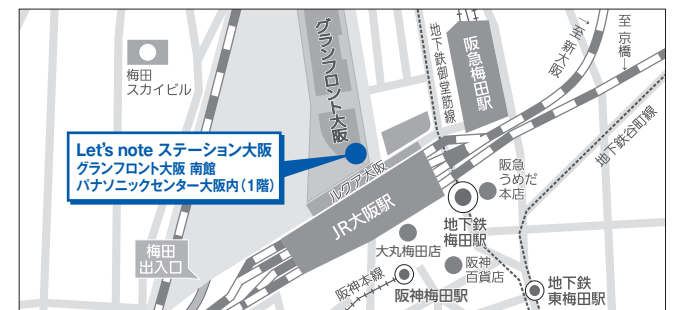 梅田
スカイビル
グランフロント大阪
地下鉄御堂筋線
阪急梅田駅
→至新大阪
至京橋→
地下鉄谷町線
Let's note ステーション大阪
グランフロント大阪 南館
パナソニックセンター大阪内（1階）
ルクア大阪
JR大阪駅
阪急
うめだ
本店
地下鉄
梅田駅
大丸梅田店
阪神
百貨店
梅田
出入口
阪神本線
阪神梅田駅
地下鉄
東梅田駅